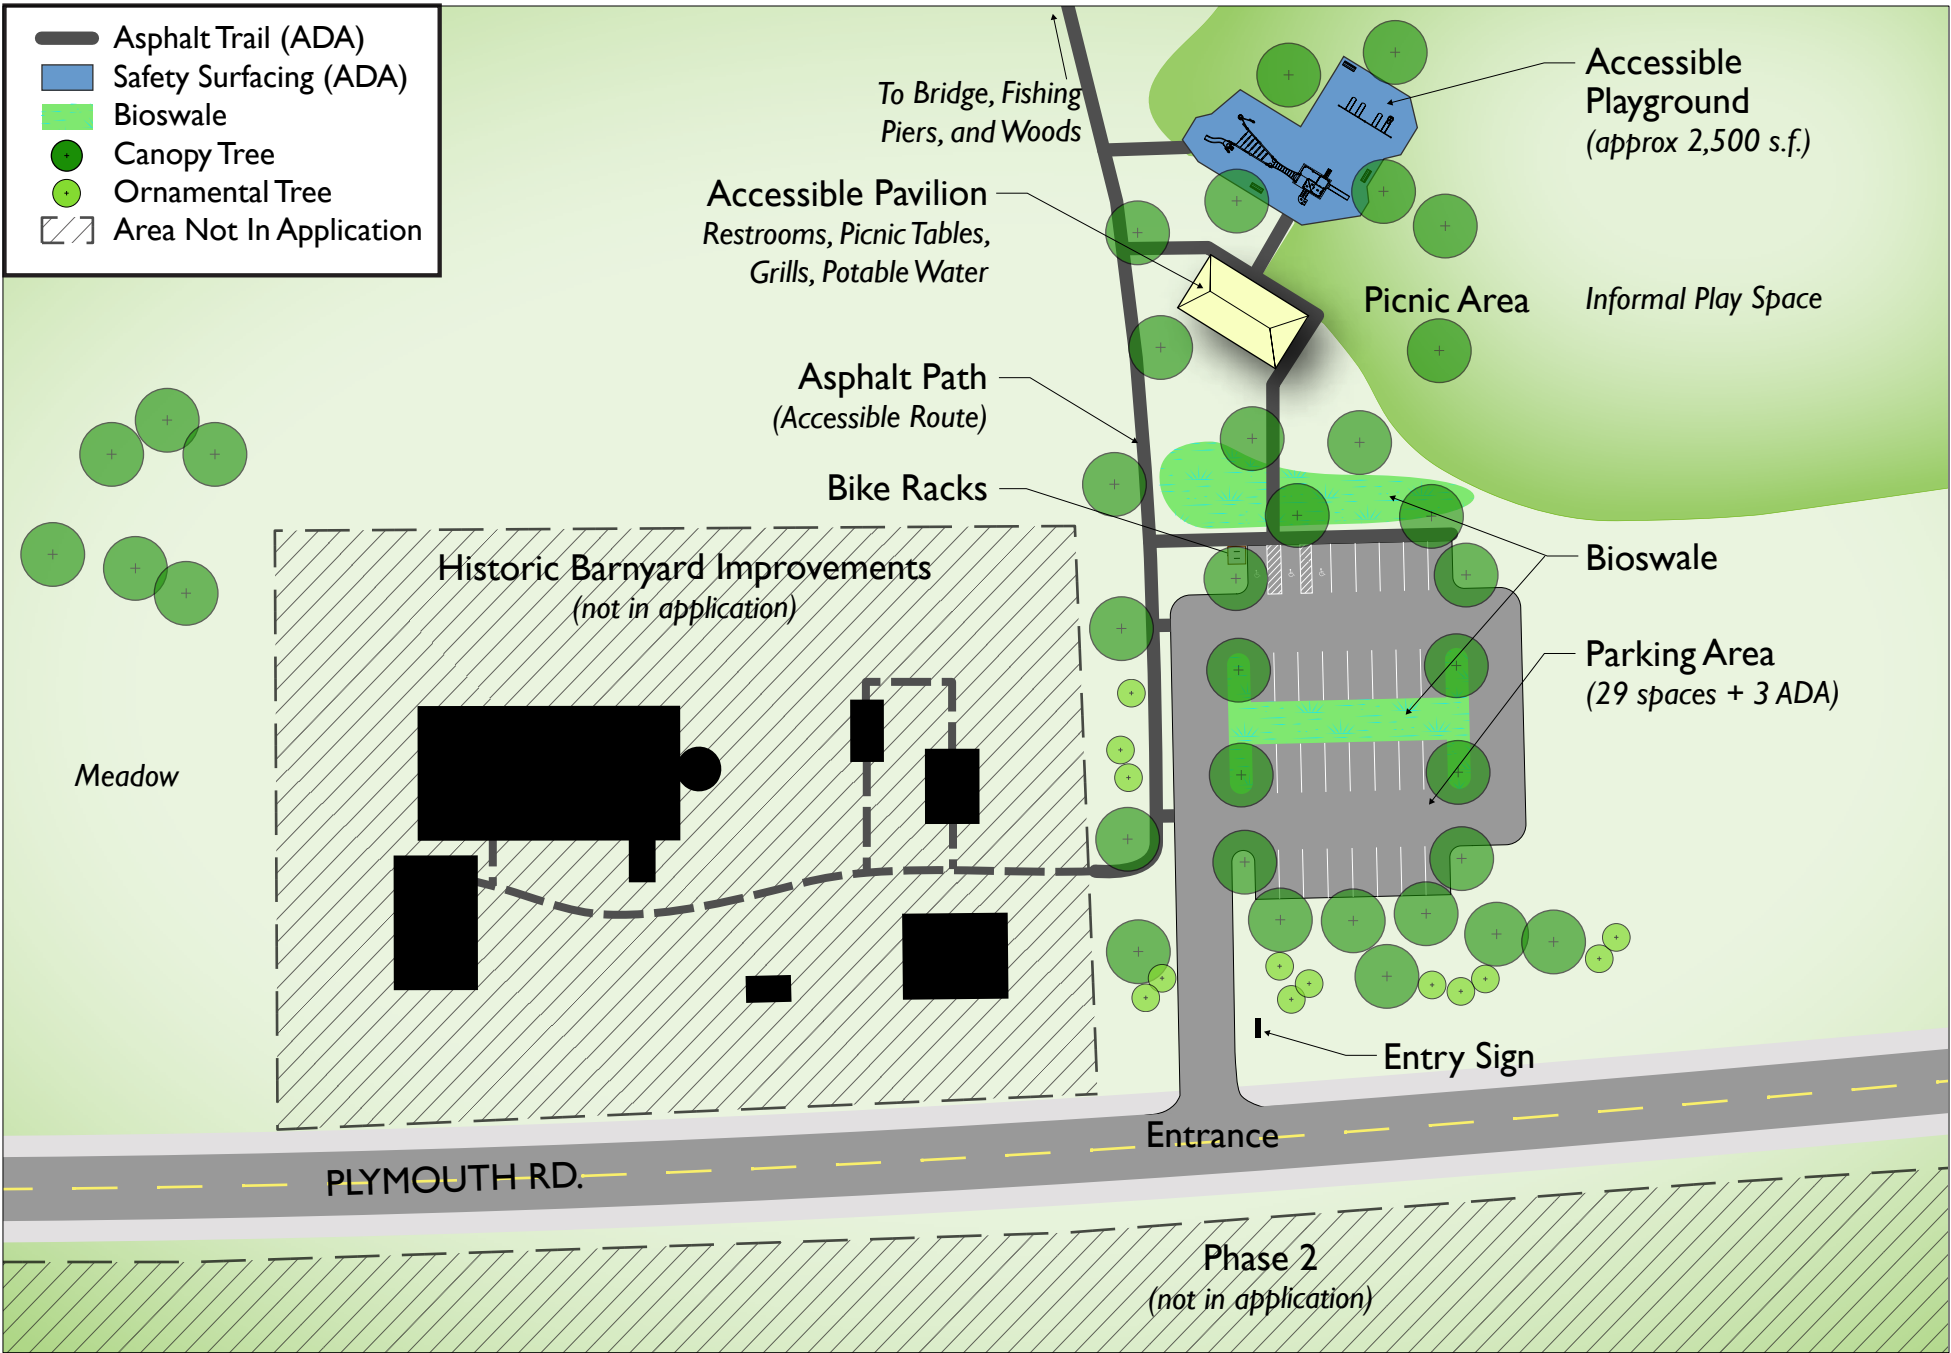 Asphalt Trail (ADA)
Safety Surfacing (ADA)
Bioswale
Canopy Tree
Ornamental Tree
Area Not In Application
To Bridge, Fishing
Piers, and Woods
Accessible
Playground
(approx 2,500 s.f.)
Accessible Pavilion
Restrooms, Picnic Tables,
Grills, Potable Water
Picnic Area
Informal Play Space
Asphalt Path
(Accessible Route)
Bike Racks
Bioswale
Historic Barnyard Improvements
(not in application)
Parking Area
(29 spaces + 3 ADA)
Meadow
Entry Sign
Entrance
PLYMOUTH RD.
Phase 2
(not in application)